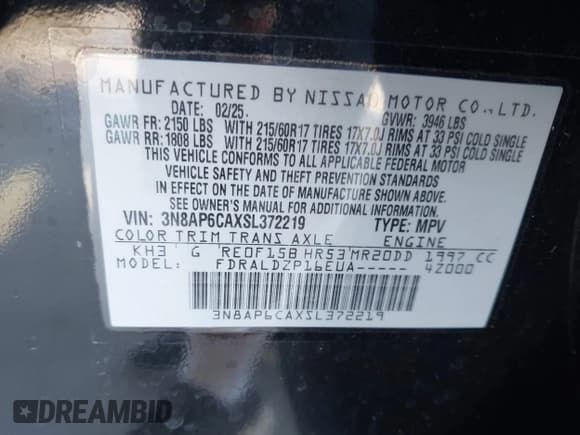 MANUFACTURED BY NISSAN MOTOR CO.,LTD.
DATE: 02/25. GVWR: 3946 LBS
GAWR FR: 2150 LBS WITH 215/60R17 TIRES 17X7.0J RIMS AT 33 PSI COLD SINGLE
GAWR RR: 1808 LBS WITH 215/60R17 TIRES 17X7.0J RIMS AT 33 PSI COLD SINGLE
THIS VEHICLE CONFORMS TO ALL APPLICABLE FEDERAL MOTOR
VEHICLE SAFETY AND THEFT PREVENTION STANDARDS
IN EFFECT ON THE DATE OF MANUFACTURE SHOWN ABOVE.
SEE OWNER'S MANUAL FOR ADDITIONAL INFORMATION.
VIN: 3N8AP6CAXSL372219 TYPE: MPV
COLOR TRIM TRANS AXLE ENGINE
KH3 G RE0F15B HR53 MR20DD 1997 CC
MODEL: FDRALDZP16EUA----- 4Z000
3N8AP6CAXSL372219
DREAMBID